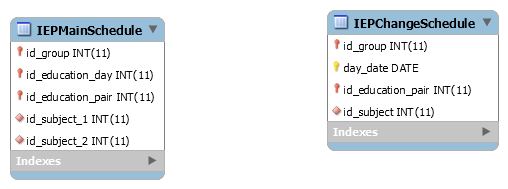 IEPMainSchedule
id_group INT(11)
id_education_day INT(11)
id_education_pair INT(11)
id_subject_1 INT(11)
id_subject_2 INT(11)
Indexes
IEPChangeSchedule
id_group INT(11)
day_date DATE
id_education_pair INT(11)
id_subject INT(11)
Indexes